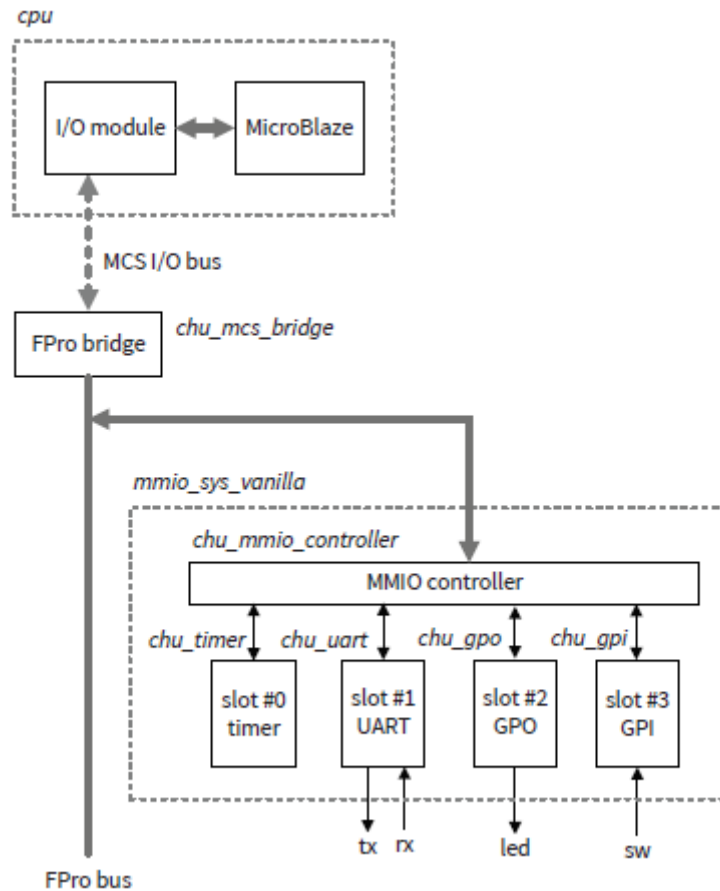 cpu
I/O module
MicroBlaze
MCS I/O bus
FPro bridge
chu_mcs_bridge
mmio_sys_vanilla
chu_mmio_controller
MMIO controller
chu_timer
chu_uart
chu_gpo
chu_gpi
slot #0
timer
slot #1
UART
slot #2
GPO
slot #3
GPI
tx
rx
led
sw
FPro bus